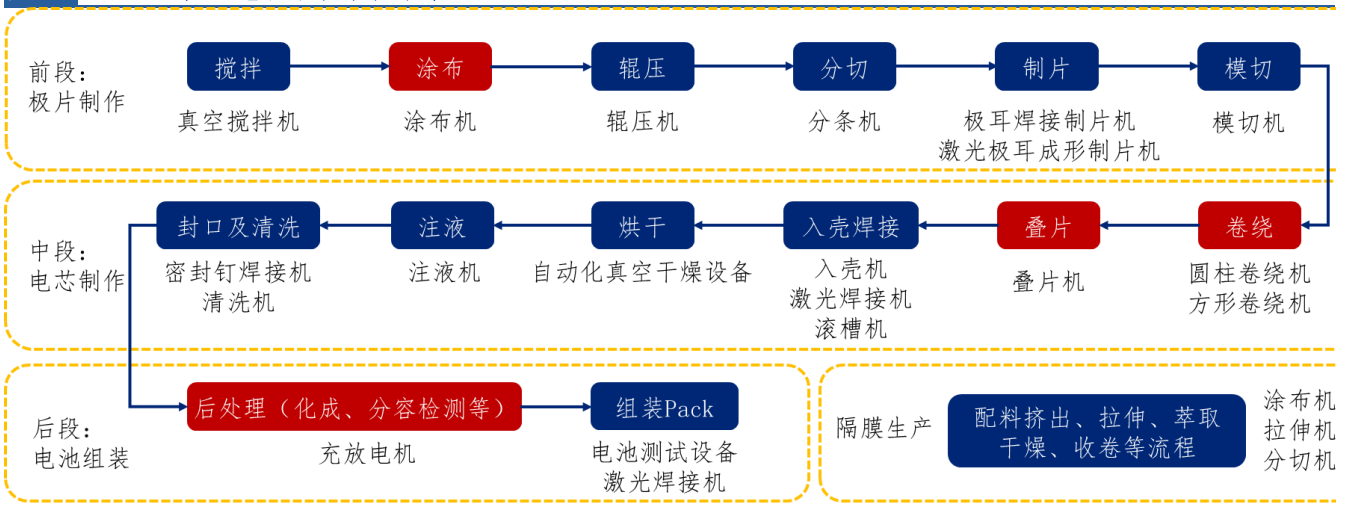 搅拌
涂布
辊压
分切
制片
模切
前段：
极片制作
真空搅拌机
涂布机
辊压机
分条机
极耳焊接制片机
激光极耳成形制片机
模切机
封口及清洗
注液
烘干
入壳焊接
叠片
卷绕
中段：
电芯制作
密封钉焊接机
清洗机
注液机
自动化真空干燥设备
入壳机
激光焊接机
滚槽机
叠片机
圆柱卷绕机
方形卷绕机
后处理（化成、分容检测等）
组装Pack
后段：
电池组装
充放电机
电池测试设备
激光焊接机
隔膜生产
配料挤出、拉伸、萃取
干燥、收卷等流程
涂布机
拉伸机
分切机